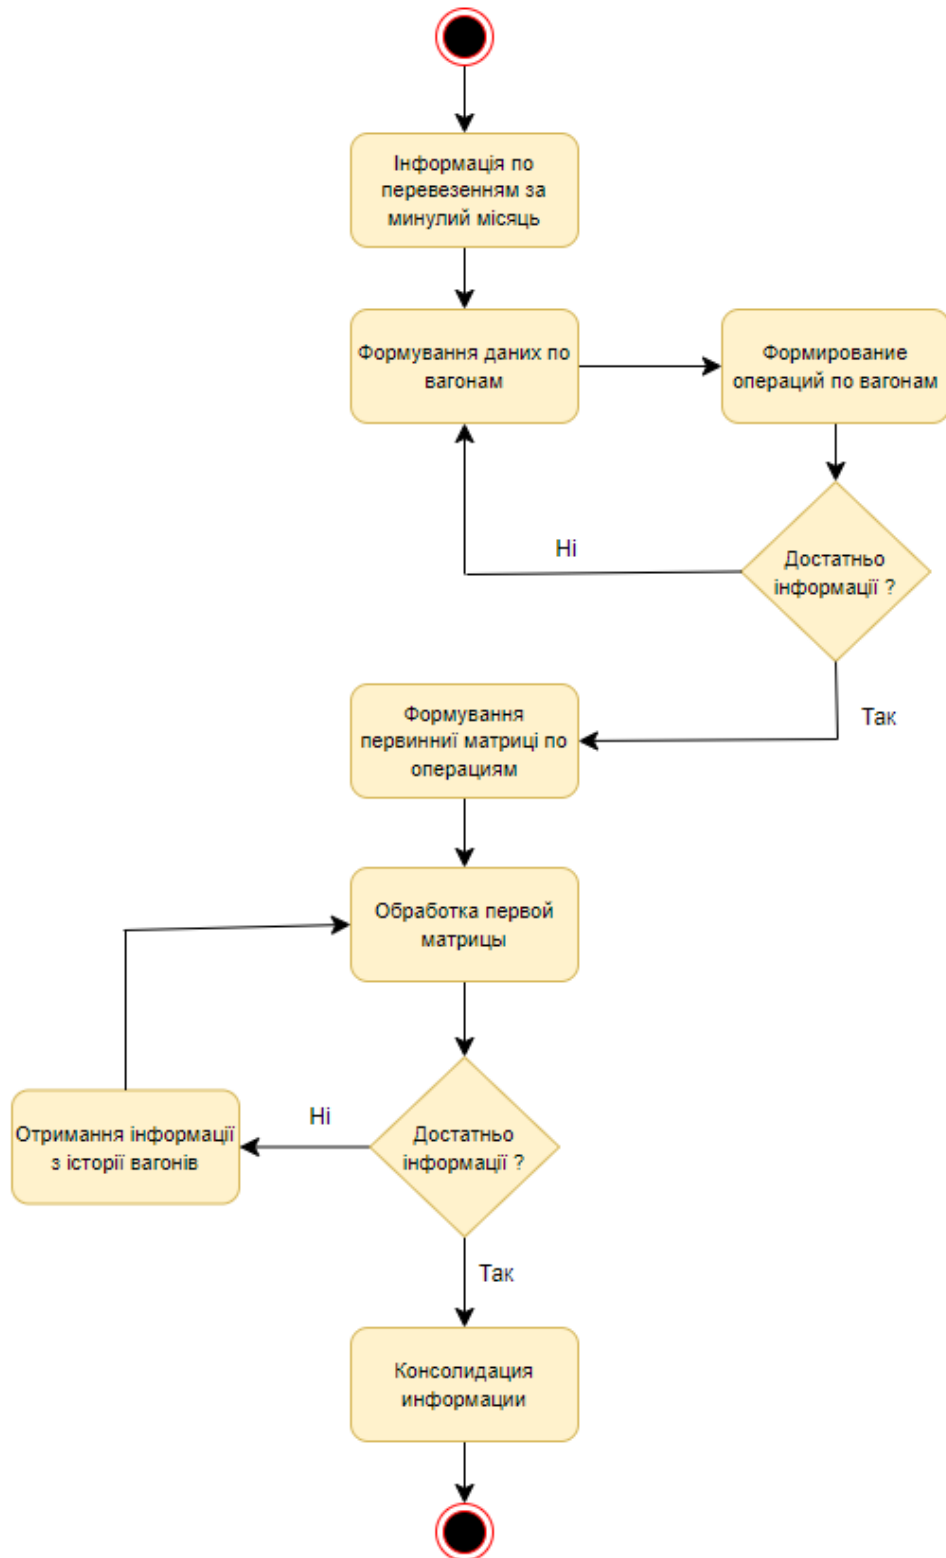 Інформація по
перевезенням за
минулий місяць
Формування даних по
вагонам
Формирование
операций по вагонам
Ні
Достатньо
інформації ?
Так
Формування
первинниї матриці по
операциям
Обработка первой
матрицы
Отримання інформації
з історії вагонів
Ні
Достатньо
інформації ?
Так
Консолидация
информации